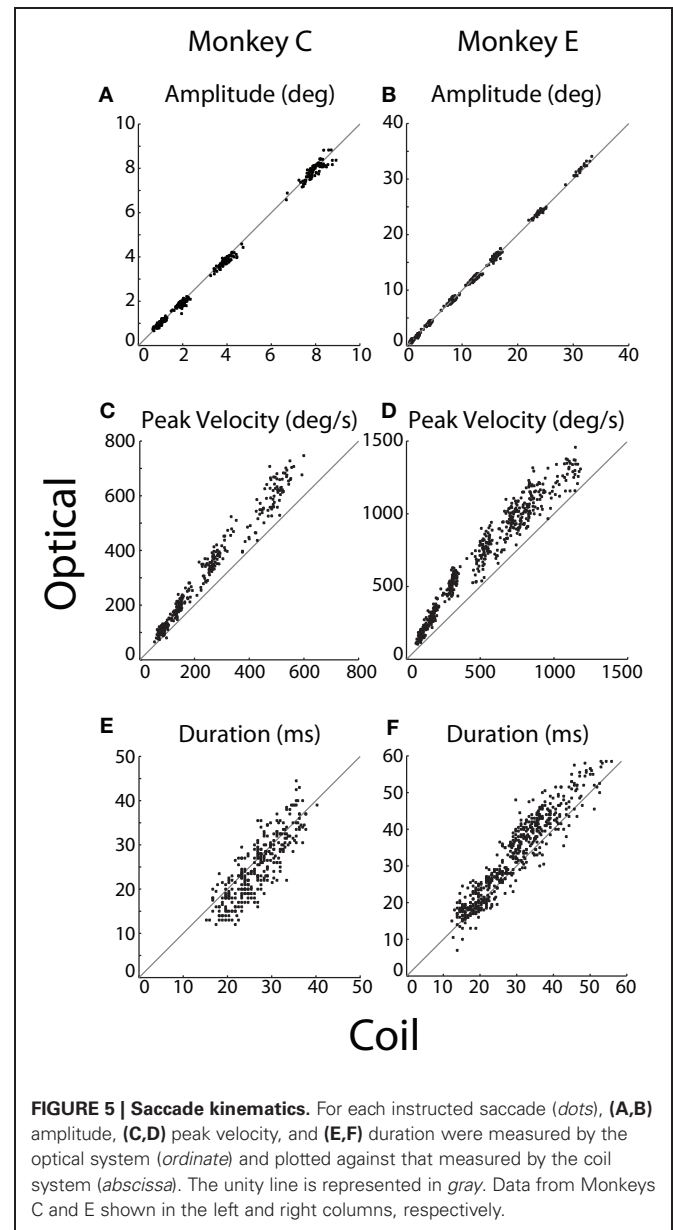 Monkey C Monkey E
A Amplitude (deg) B Amplitude (deg)
10 40
8 30
6 20
4 10
2 0
0
0 2 4 6 8 10 0 10 20 30 40
C Peak Velocity (deg/s) D Peak Velocity (deg/s)
800 1500
600 1000
400 500
200 0
0
0 200 400 600 800 0 500 1000 1500
Optical
E Duration (ms) F Duration (ms)
50 60
40 50
30 40
20 30
10 20
0 10
0
0 10 20 30 40 50 0 10 20 30 40 50 60
Coil
FIGURE 5 | Saccade kinematics. For each instructed saccade (dots), (A,B)
amplitude, (C,D) peak velocity, and (E,F) duration were measured by the
optical system (ordinate) and plotted against that measured by the coil
system (abscissa). The unity line is represented in gray. Data from Monkeys
C and E shown in the left and right columns, respectively.